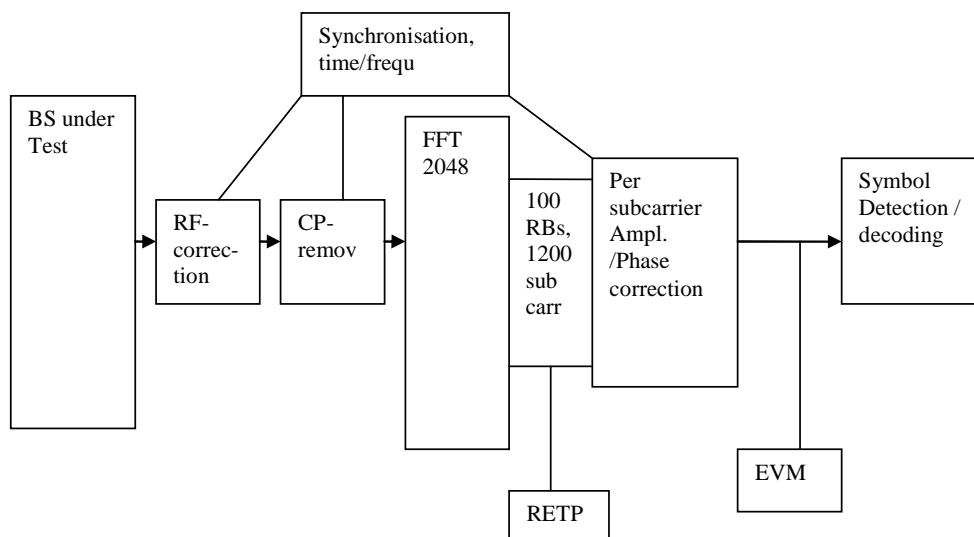 Synchronisation,
time/frequ
BS under
Test
RF-
correc-
tion
CP-
remov
FFT
2048
100
RBs,
1200
sub
carr
Per
subcarrier
Ampl.
/Phase
correction
Symbol
Detection /
decoding
RETP
EVM